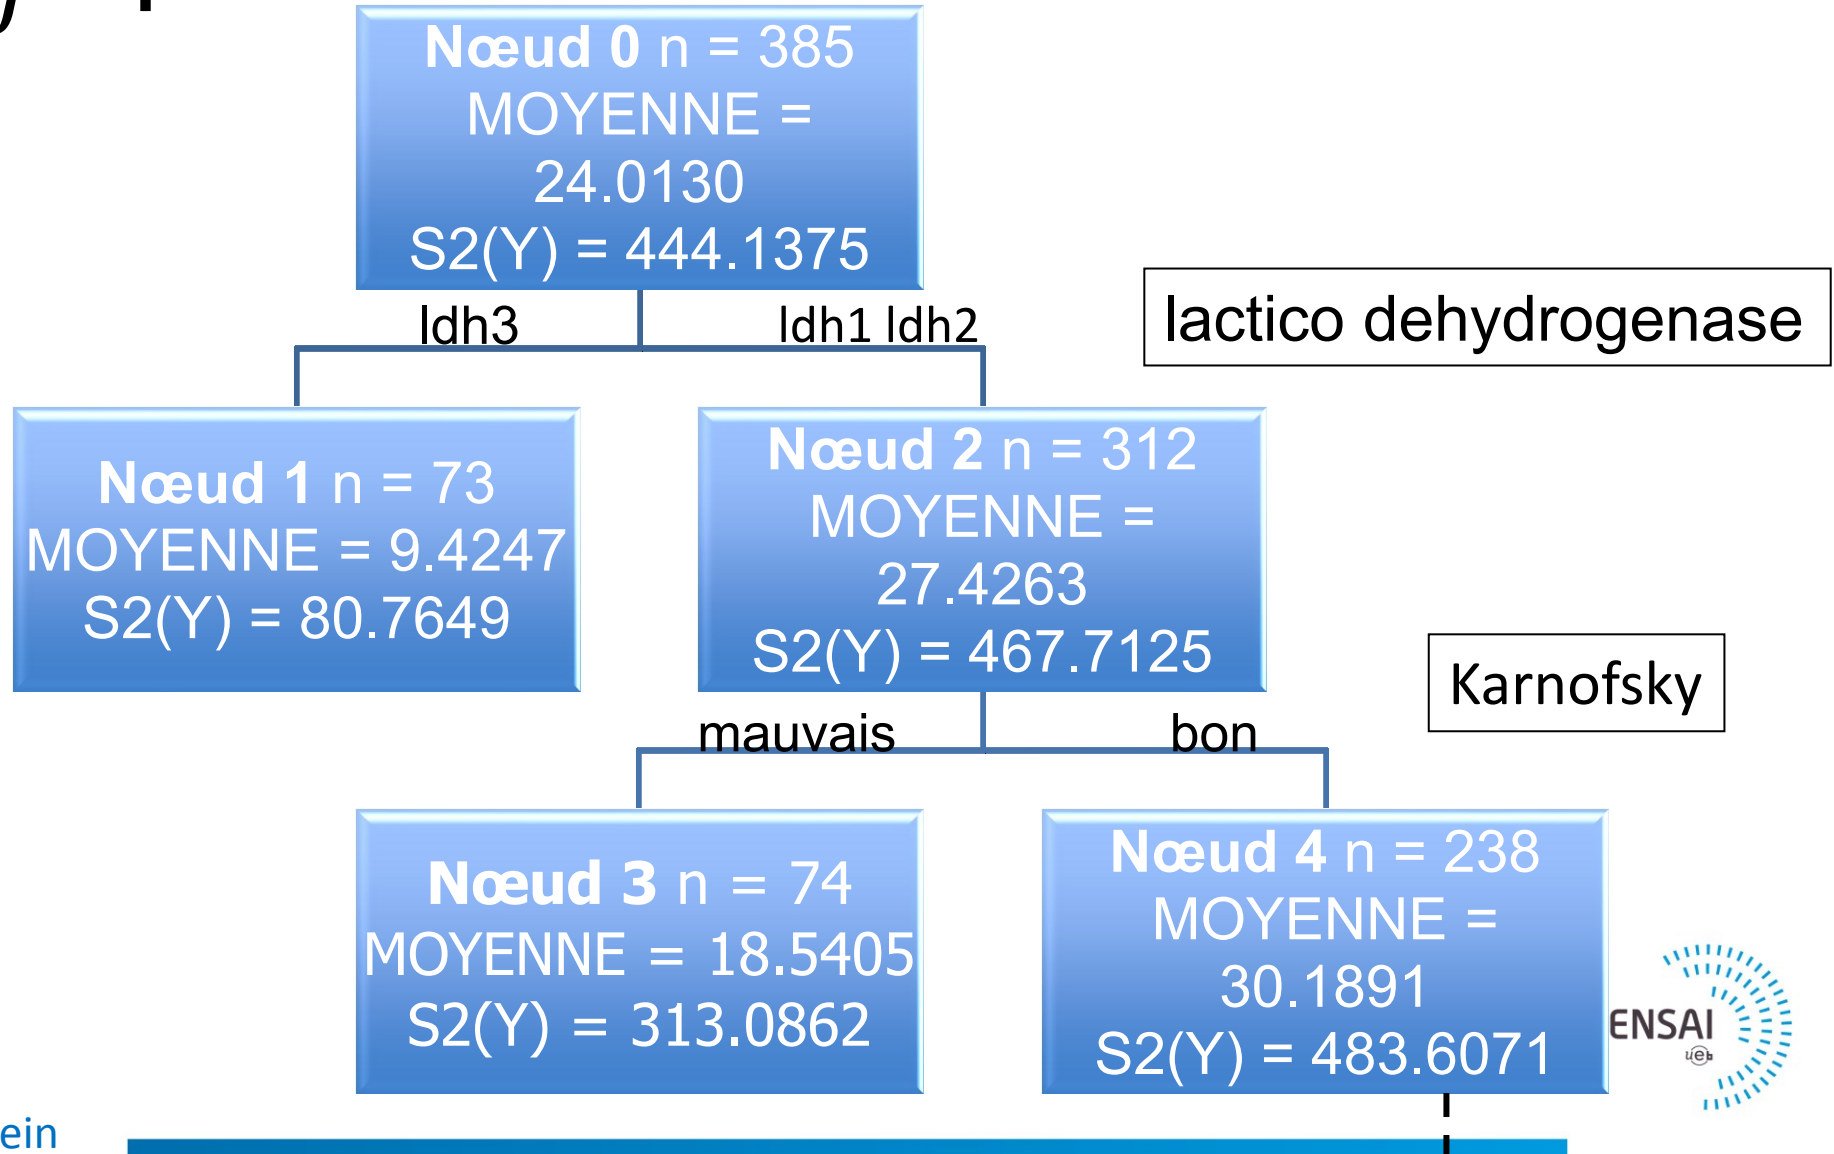 Nœud 0 n = 385
MOYENNE =
24.0130
S2(Y) = 444.1375
ldh3
ldh1 ldh2
lactico dehydrogenase
Nœud 1 n = 73
MOYENNE = 9.4247
S2(Y) = 80.7649
Nœud 2 n = 312
MOYENNE =
27.4263
S2(Y) = 467.7125
Karnofsky
mauvais
bon
Nœud 3 n = 74
MOYENNE = 18.5405
S2(Y) = 313.0862
Nœud 4 n = 238
MOYENNE =
30.1891
S2(Y) = 483.6071
ENSAI
ueb
ein